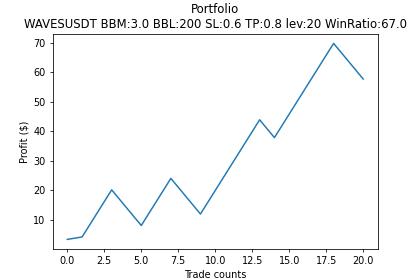 Portfolio
WAVESUSDT BBM:3.0 BBL:200 SL:0.6 TP:0.8 lev:20 WinRatio:67.0
70
60
50
40
30
20
10
Profit ($)
0.0 2.5 5.0 7.5 10.0 12.5 15.0 17.5 20.0
Trade counts